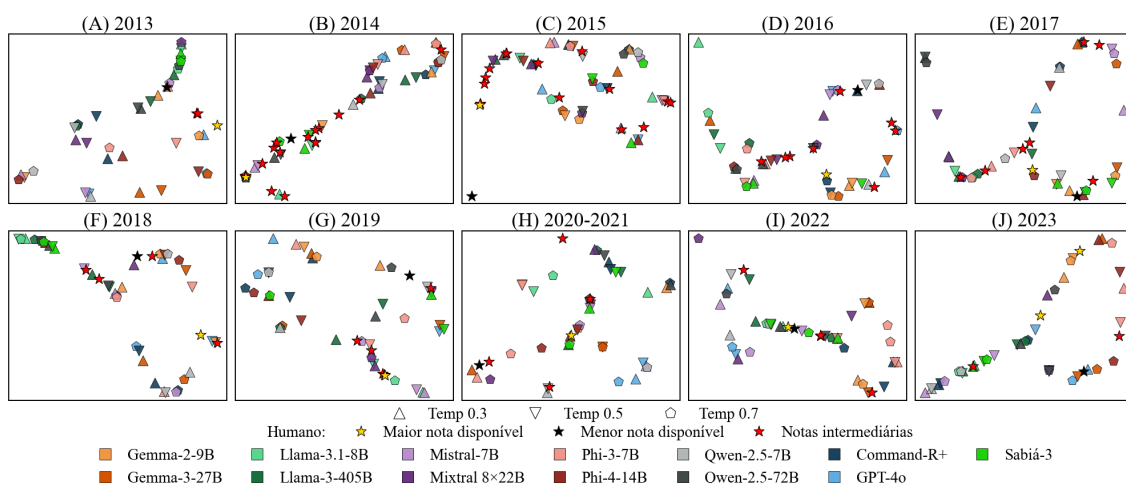 (A) 2013
(B) 2014
(C) 2015
(D) 2016
(E) 2017
(F) 2018
(G) 2019
(H) 2020-2021
(I) 2022
(J) 2023
Temp 0.3 Temp 0.5 Temp 0.7
Humano: Maior nota disponível Menor nota disponível Notas intermediárias
Gemma-2-9B Llama-3.1-8B Mistral-7B Phi-3-7B Qwen-2.5-7B Command-R+ Sabiá-3
Gemma-3-27B Llama-3-405B Mixtral 8×22B Phi-4-14B Qwen-2.5-72B GPT-4o